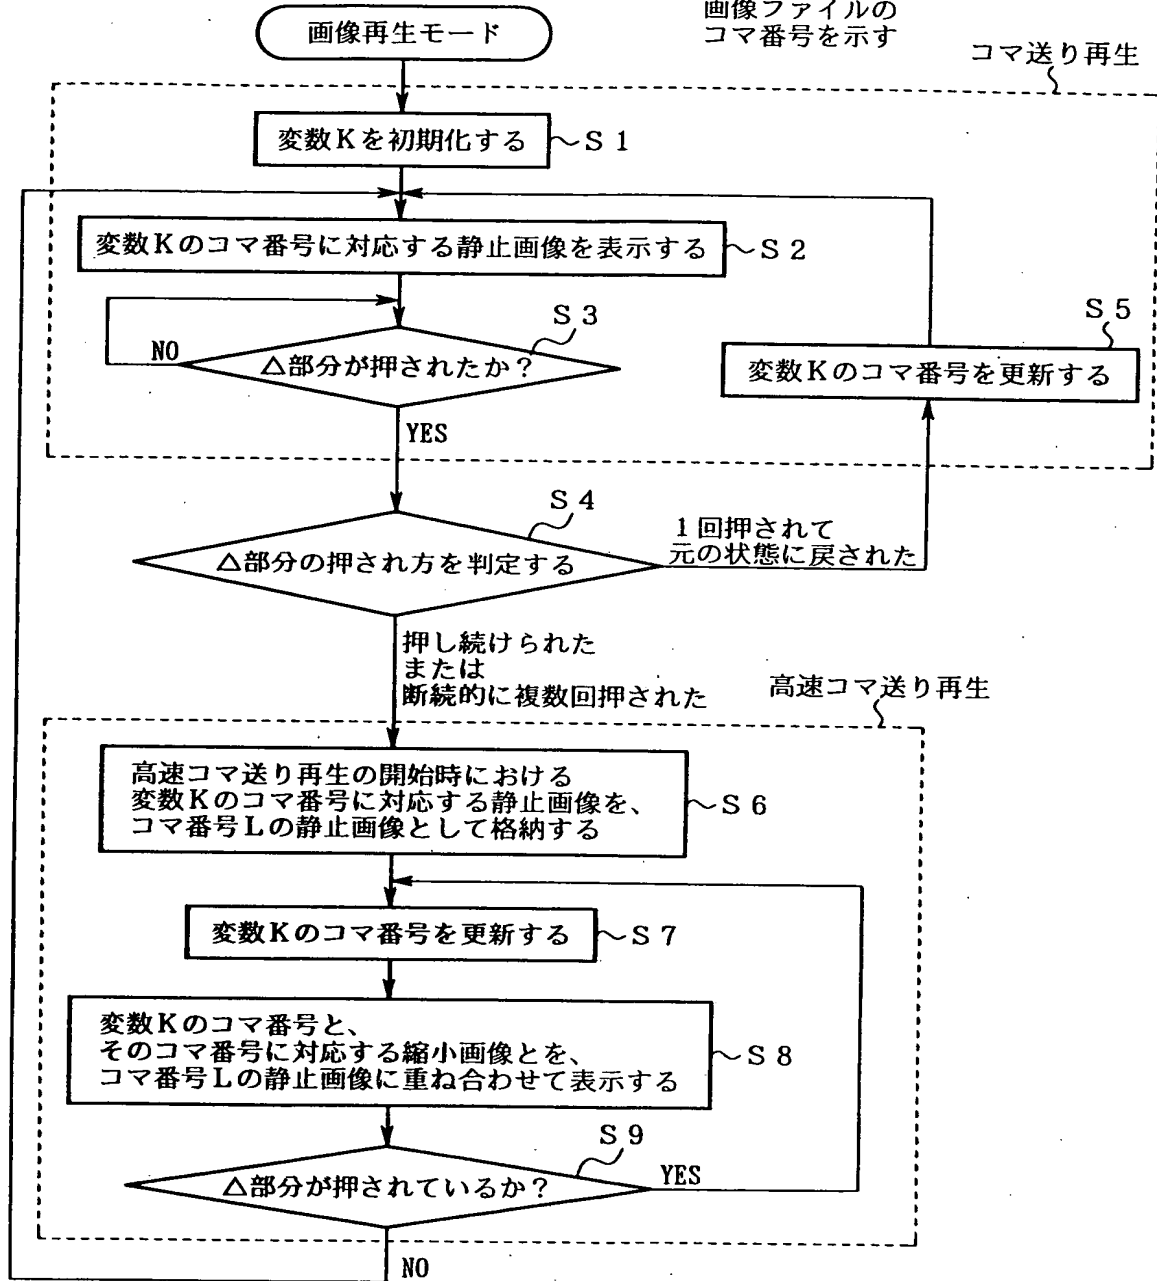 画像ファイルの
コマ番号を示す
画像再生モード
コマ送り再生
変数Kを初期化する
S1
変数Kのコマ番号に対応する静止画像を表示する
S2
S3
△部分が押されたか?
NO
YES
S5
変数Kのコマ番号を更新する
S4
△部分の押され方を判定する
1回押されて
元の状態に戻された
押し続けられた
または
断続的に複数回押された
高速コマ送り再生
高速コマ送り再生の開始時における
変数Kのコマ番号に対応する静止画像を、
コマ番号Lの静止画像として格納する
S6
変数Kのコマ番号を更新する
S7
変数Kのコマ番号と、
そのコマ番号に対応する縮小画像とを、
コマ番号Lの静止画像に重ね合わせて表示する
S8
S9
△部分が押されているか?
YES
NO